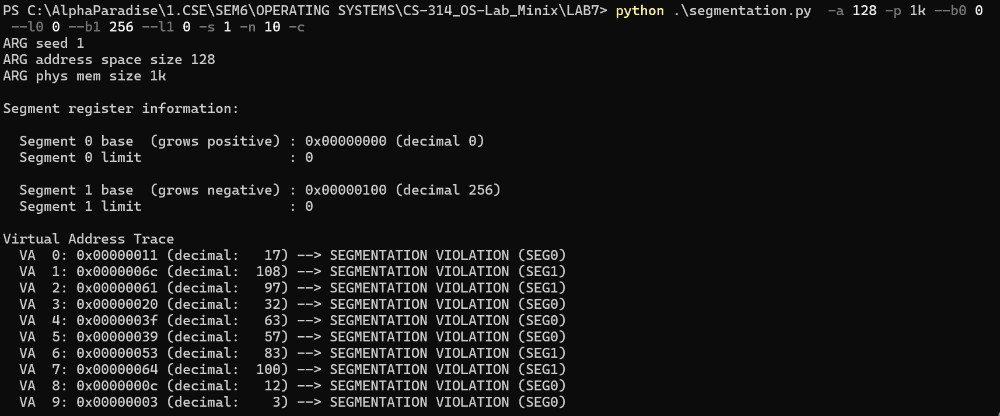 PS C:\AlphaParadise\1.CSE\SEM6\OPERATING SYSTEMS\CS-314_OS-Lab_Minix\LAB7> python .\segmentation.py  -a 128 -p 1k --b0 0
 --l0 0 --b1 256 --l1 0 -s 1 -n 10 -c
ARG seed 1
ARG address space size 128
ARG phys mem size 1k
Segment register information:
  Segment 0 base  (grows positive) : 0x00000000 (decimal 0)
  Segment 0 limit                  : 0
  Segment 1 base  (grows negative) : 0x00000100 (decimal 256)
  Segment 1 limit                  : 0
Virtual Address Trace
  VA  0: 0x00000011 (decimal:   17) --> SEGMENTATION VIOLATION (SEG0)
  VA  1: 0x0000006c (decimal:  108) --> SEGMENTATION VIOLATION (SEG1)
  VA  2: 0x00000061 (decimal:   97) --> SEGMENTATION VIOLATION (SEG1)
  VA  3: 0x00000020 (decimal:   32) --> SEGMENTATION VIOLATION (SEG0)
  VA  4: 0x0000003f (decimal:   63) --> SEGMENTATION VIOLATION (SEG0)
  VA  5: 0x00000039 (decimal:   57) --> SEGMENTATION VIOLATION (SEG0)
  VA  6: 0x00000053 (decimal:   83) --> SEGMENTATION VIOLATION (SEG1)
  VA  7: 0x00000064 (decimal:  100) --> SEGMENTATION VIOLATION (SEG1)
  VA  8: 0x0000000c (decimal:   12) --> SEGMENTATION VIOLATION (SEG0)
  VA  9: 0x00000003 (decimal:    3) --> SEGMENTATION VIOLATION (SEG0)